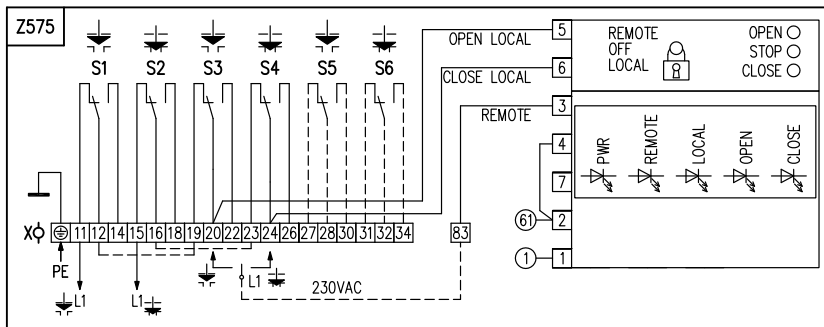 Z575
S1 S2 S3 S4 S5 S6
OPEN LOCAL
CLOSE LOCAL
REMOTE
5
6
3
4
7
2
1
61
1
REMOTE
OFF
LOCAL
OPEN
STOP
CLOSE
PWR
REMOTE
LOCAL
OPEN
CLOSE
X 11 12 14 15 16 18 19 20 22 23 24 26 27 28 30 31 32 34 83
PE
L1
L1
L1
230VAC